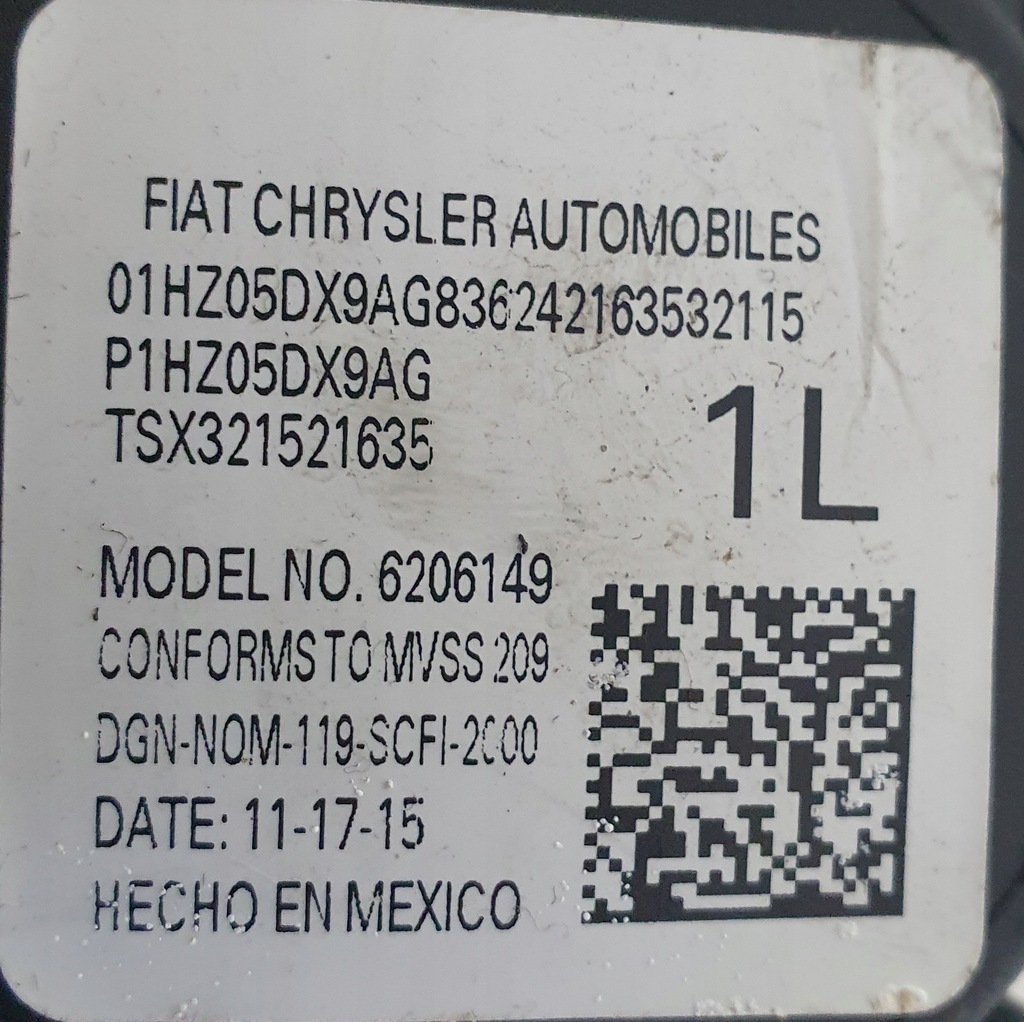 FIAT CHRYSLER AUTOMOBILES
01HZ05DX9AG836242163532115
P1HZ05DX9AG
TSX321521635
1L
MODEL NO. 6206149
CONFORMS TO MVSS 209
DGN-NOM-119-SCFI-2000
DATE: 11-17-15
HECHO EN MEXICO